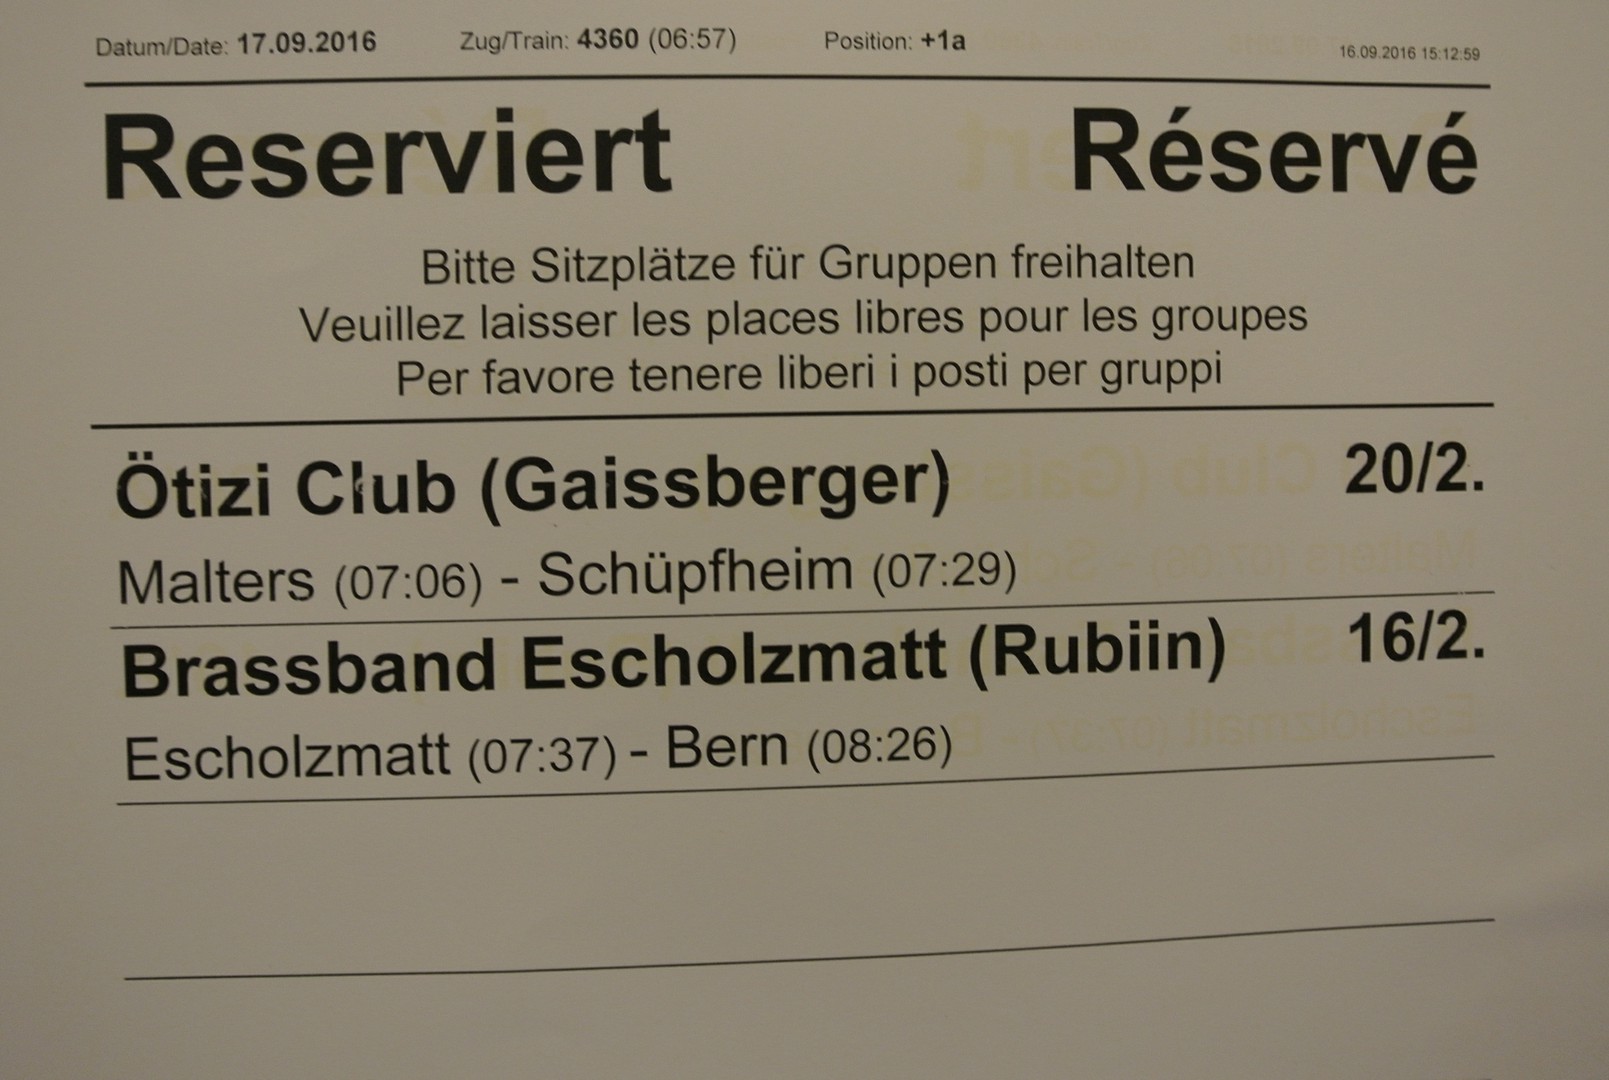 Datum/Date: 17.09.2016 Zug/Train: 4360 (06:57) Position: +1a 16.09.2016 15:12:59
Reserviert Réservé
Bitte Sitzplätze für Gruppen freihalten
Veuillez laisser les places libres pour les groupes
Per favore tenere liberi i posti per gruppi
Ötizi Club (Gaissberger) 20/2.
Malters (07:06) - Schüpfheim (07:29)
Brassband Escholzmatt (Rubiin) 16/2.
Escholzmatt (07:37) - Bern (08:26)